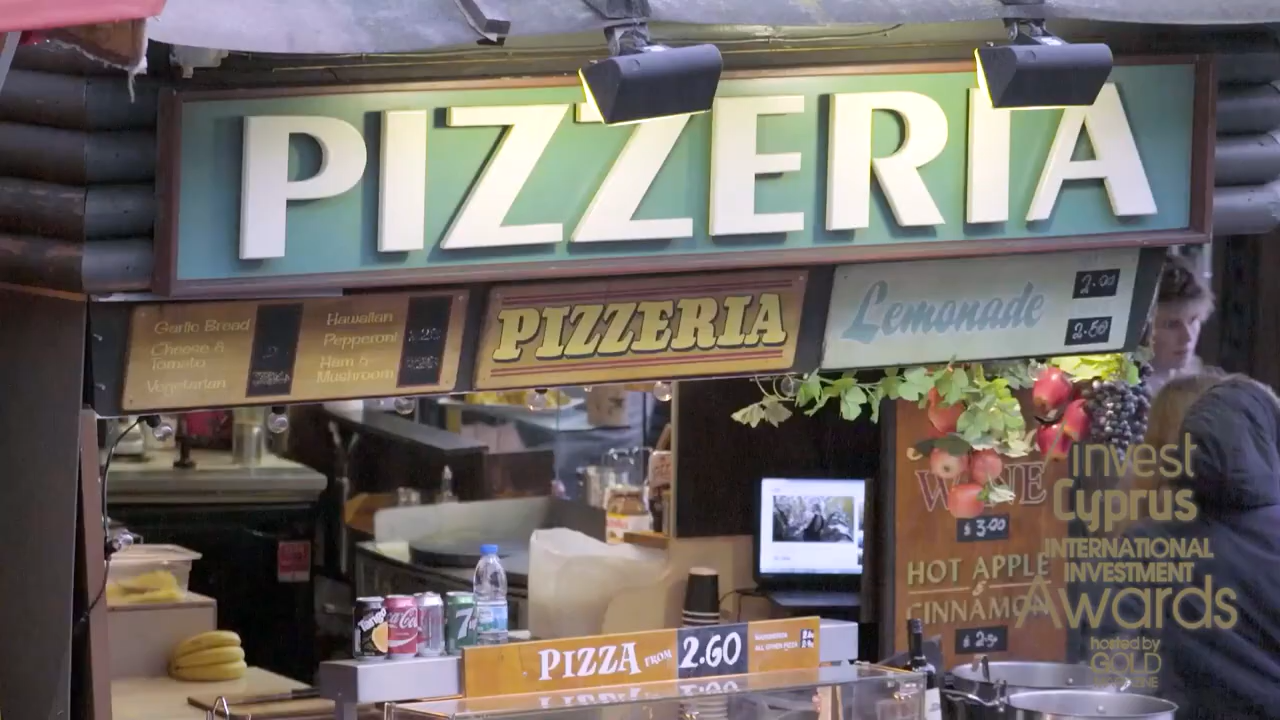 PIZZERIA
Garlic Bread
Cheese &
Tomato
Vegetarian
Hawaiian
Pepperoni
Ham &
Mushroom
PIZZERIA
Lemonade
2.00
2.60
WINE
$ 3.00
HOT APPLE
&
CINNAMON
Tango
Coca-Cola
7
PIZZA FROM 2.60
invest
Cyprus
INTERNATIONAL
INVESTMENT
Awards
hosted by
GOLD